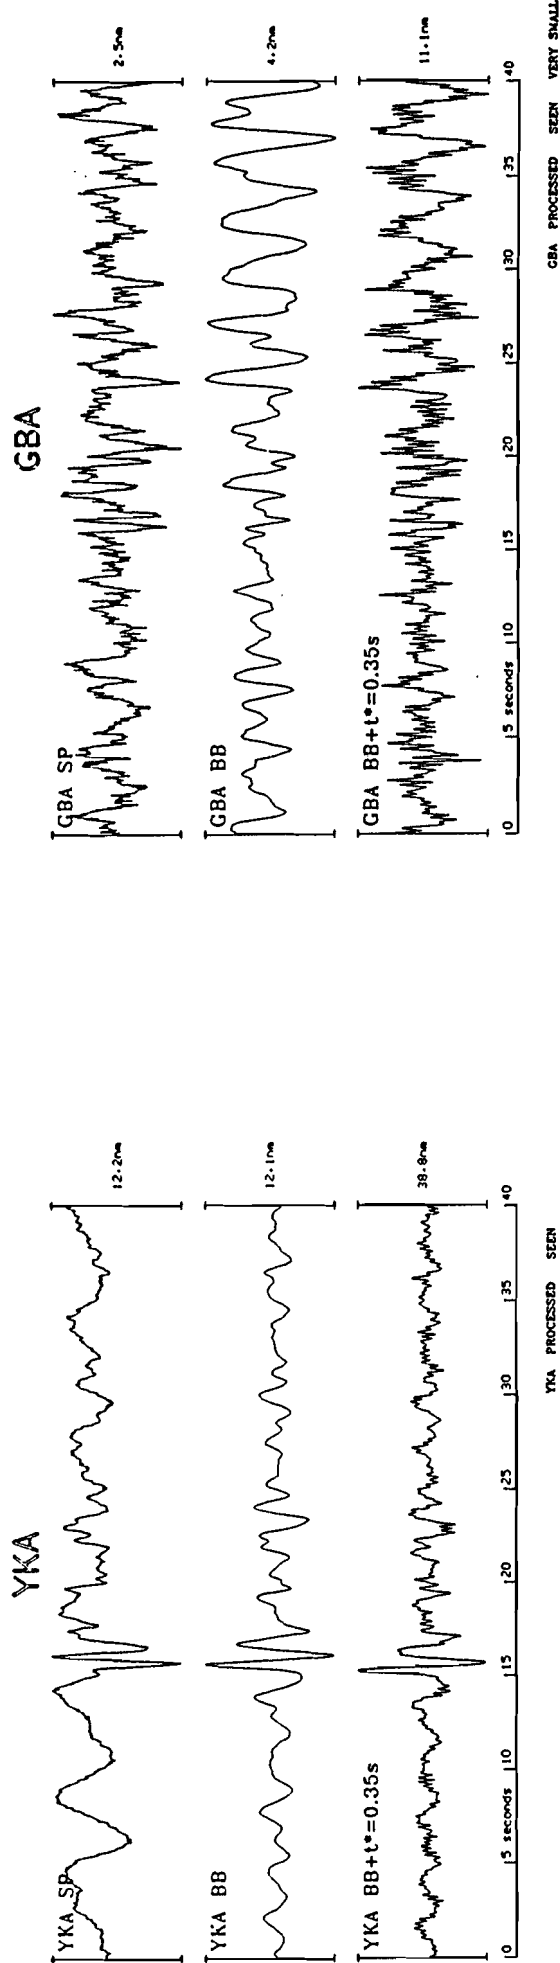 YKA
YKA SP
12.2nm
YKA BB
12.1nm
YKA BB+t*=0.35s
38.8nm
0 5 seconds 10 15 20 25 30 35 40
YKA PROCESSED SEEN
GBA
GBA SP
2.5nm
GBA BB
4.2nm
GBA BB+t*=0.35s
11.1nm
0 5 seconds 10 15 20 25 30 35 40
GBA PROCESSED SEEN VERY SMALL